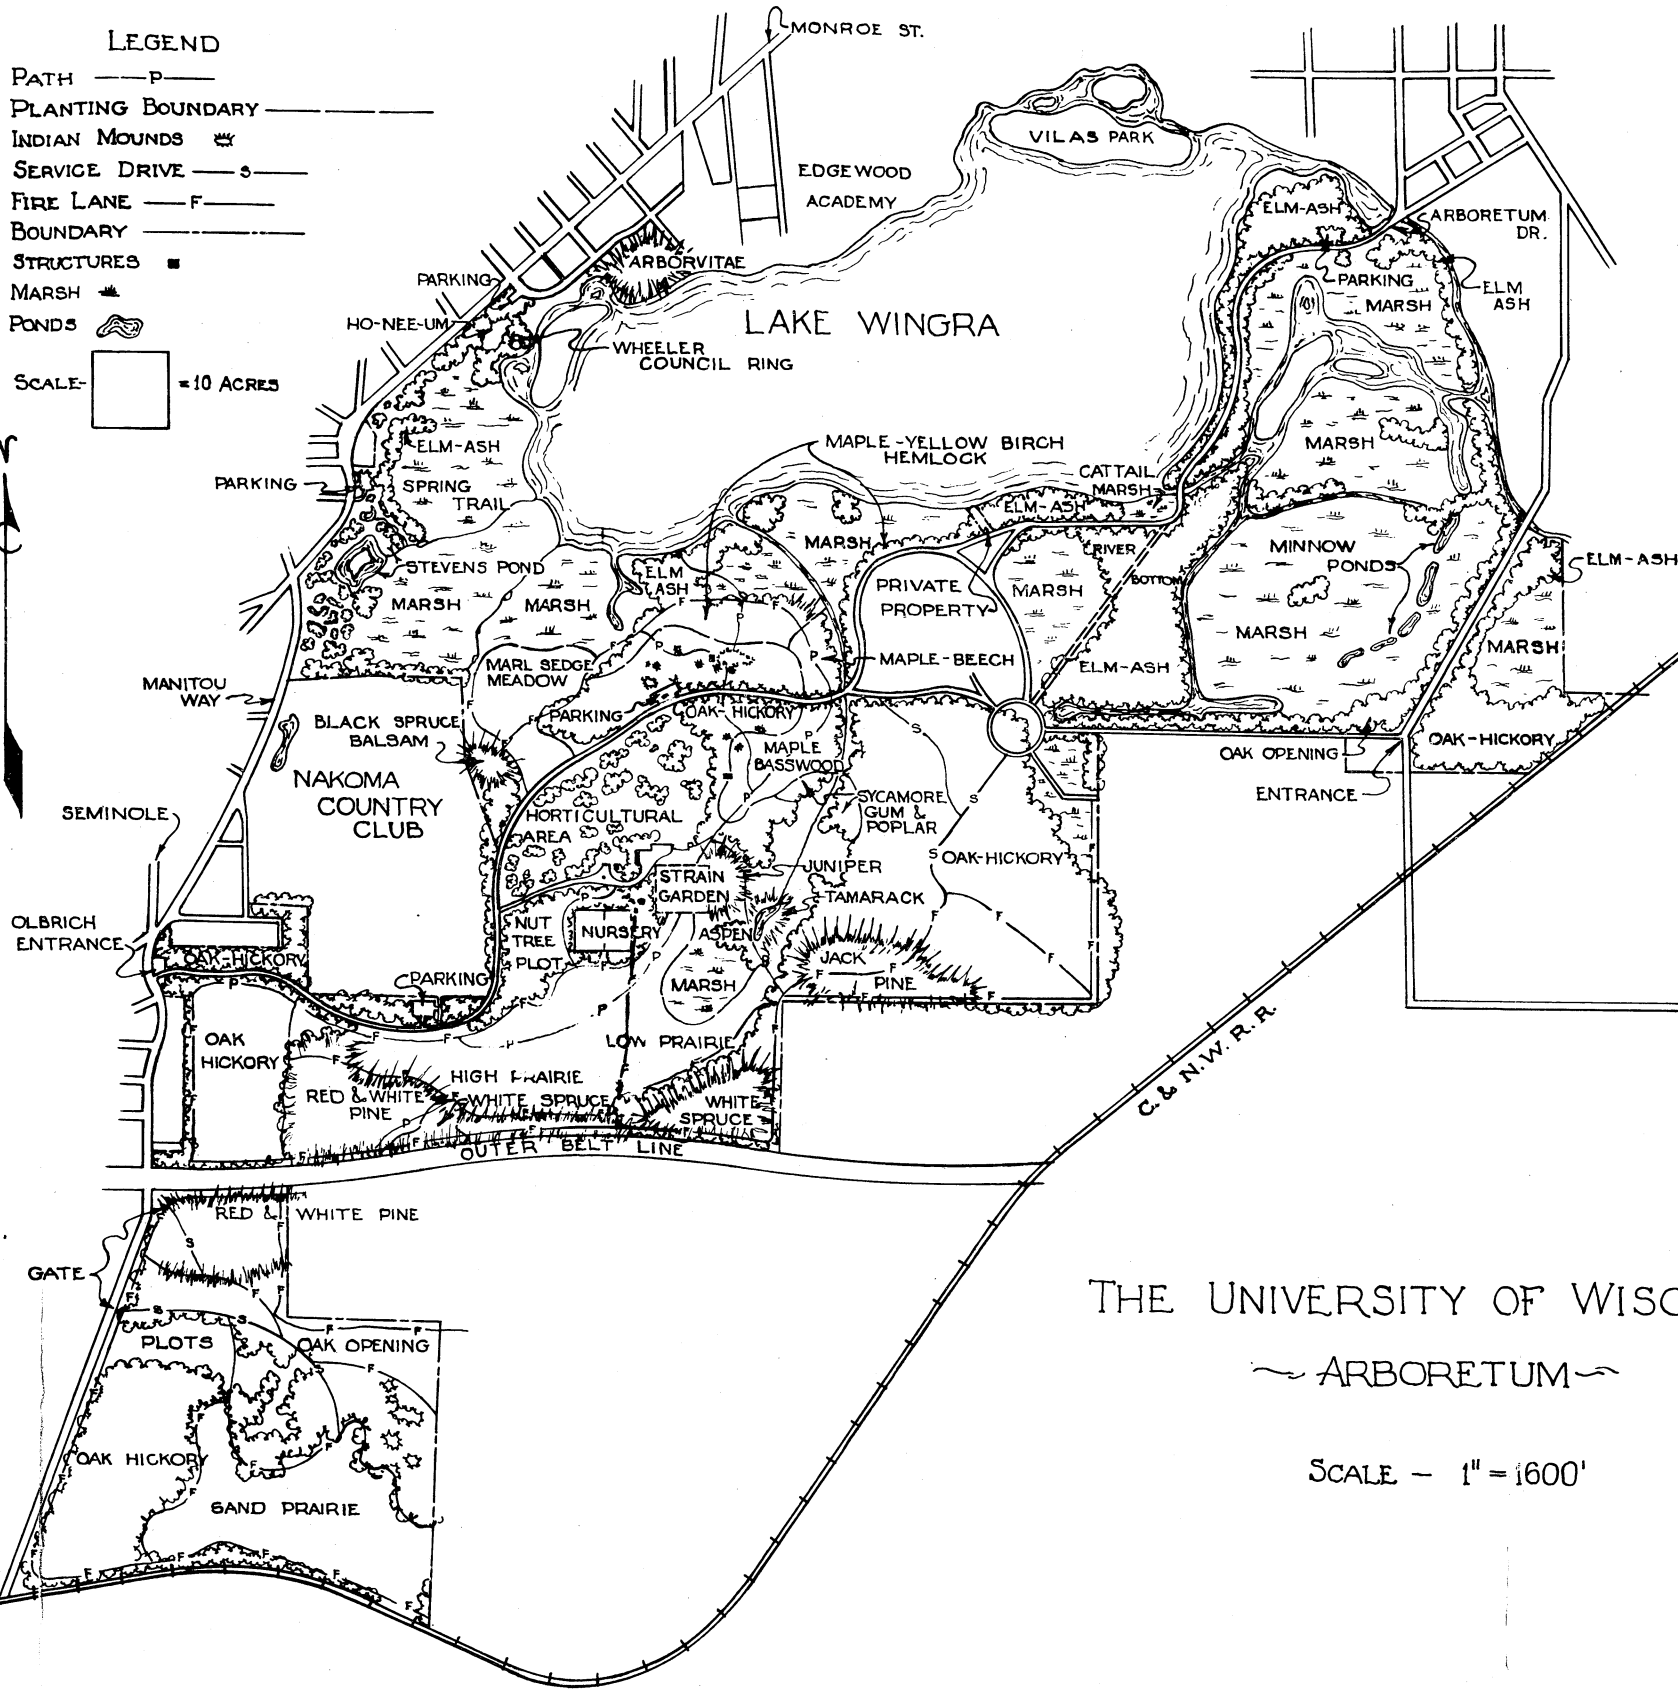 LEGEND
PATH P
PLANTING BOUNDARY
INDIAN MOUNDS
SERVICE DRIVE S
FIRE LANE F
BOUNDARY
STRUCTURES
MARSH
PONDS
SCALE- = 10 ACRES
MONROE ST.
VILAS PARK
EDGEWOOD
ACADEMY
ELM-ASH
ARBORETUM
DR.
ARBORVITAE
PARKING
PARKING
ELM
ASH
MARSH
HO-NEE-UM
LAKE WINGRA
WHEELER
COUNCIL RING
ELM-ASH
MAPLE-YELLOW BIRCH
HEMLOCK
MARSH
PARKING
SPRING
TRAIL
CATTAIL
MARSH
ELM-ASH
MARSH
RIVER
BOTTOM
MINNOW
PONDS
ELM-ASH
STEVENS POND
ELM
ASH
PRIVATE
PROPERTY
MARSH
MARSH
MARSH
MARSH
MARSH
MARL SEDGE
MEADOW
MAPLE-BEECH
ELM-ASH
MANITOU
WAY
BLACK SPRUCE
BALSAM
PARKING
OAK-HICKORY
MAPLE
BASSWOOD
OAK OPENING
OAK-HICKORY
NAKOMA
COUNTRY
CLUB
ENTRANCE
SEMINOLE
HORTICULTURAL
AREA
SYCAMORE
GUM &
POPLAR
OAK-HICKORY
JUNIPER
STRAIN
GARDEN
TAMARACK
OLBRICH
ENTRANCE
NUT
TREE
PLOT
NURSERY
ASPEN
OAK-HICKORY
PARKING
MARSH
JACK
PINE
OAK
HICKORY
LOW PRAIRIE
HIGH PRAIRIE
RED & WHITE
PINE
WHITE SPRUCE
WHITE
SPRUCE
C. & N. W. R. R.
OUTER BELT LINE
RED & WHITE PINE
GATE
PLOTS
OAK OPENING
OAK HICKORY
SAND PRAIRIE
THE UNIVERSITY OF WISC
~ ARBORETUM ~
SCALE - 1" = 1600'